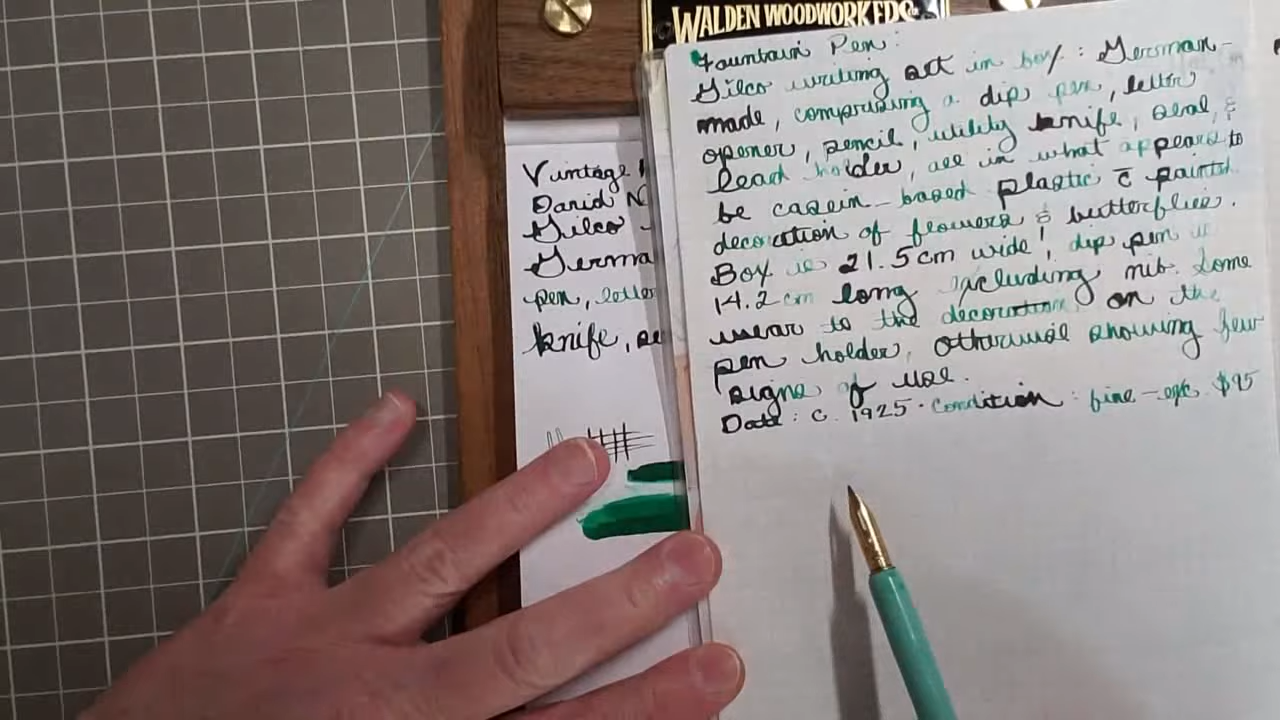 WALDEN WOODWORKERS
Fountain Pen :
Gilco writing set in box : German-
made, comprising a dip pen, letter
opener, pencil, utility knife, seal, &
lead holder, all in what appears to
be casein-based plastic c̄ painted
decoration of flowers & butterflies.
Box is 21.5cm wide; dip pen is
14.2cm long including nib. Some
wear to the decoration on the
pen holder, otherwise showing few
signs of use.
Date : c. 1925. Condition : fine-exc. $95
Vintage
David N
Gilco
Germa
pen, letter
knife, se